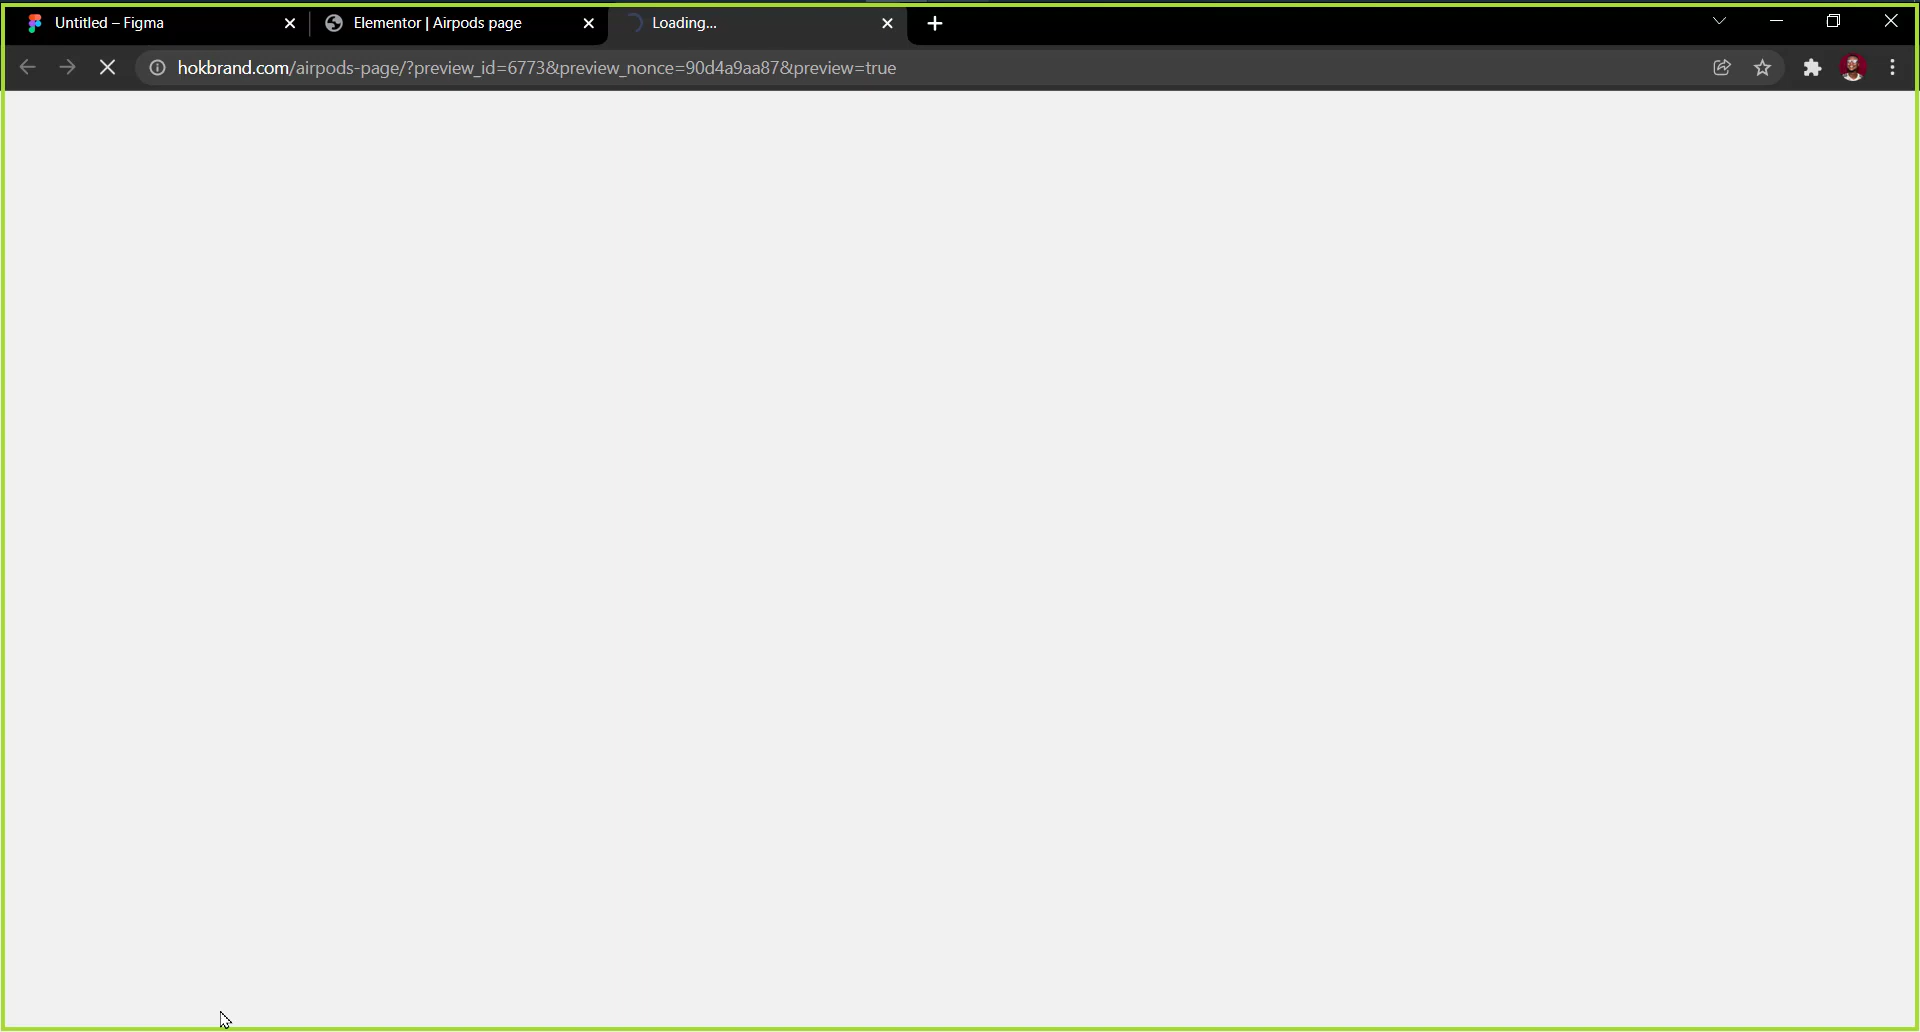 Untitled – Figma
Elementor | Airpods page
Loading...
hokbrand.com/airpods-page/?preview_id=6773&preview_nonce=90d4a9aa87&preview=true